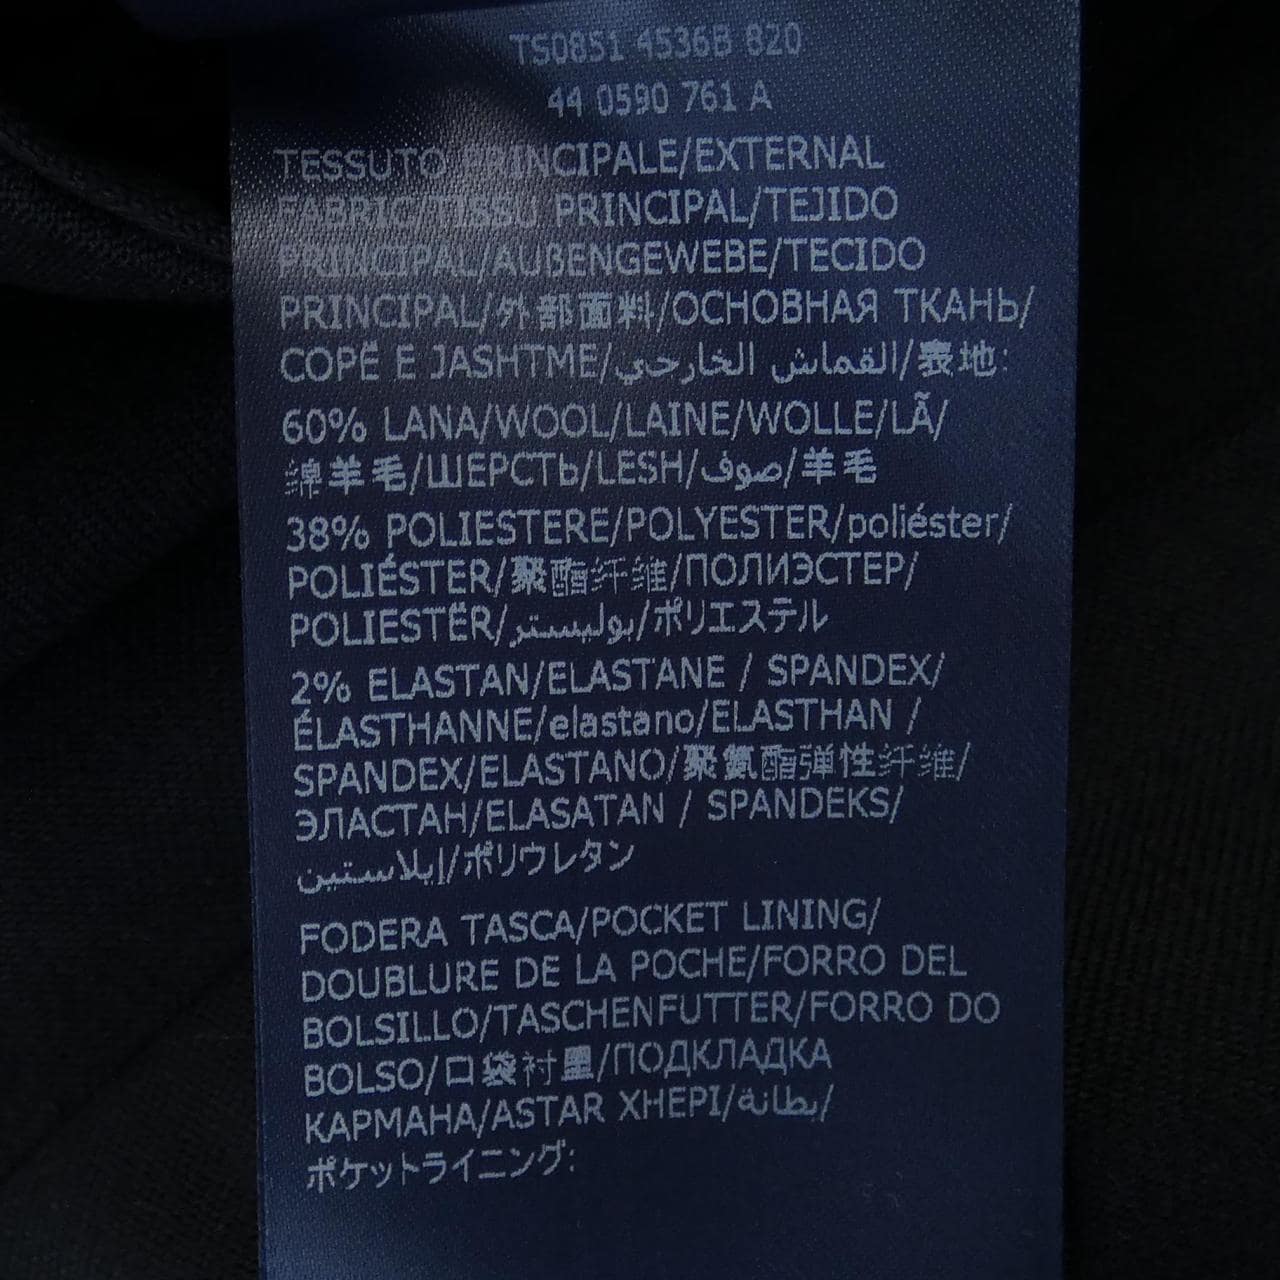 TS0851 4536B 820
44 0590 761 A
TESSUTO PRINCIPALE/EXTERNAL
FABRIC/TISSU PRINCIPAL/TEJIDO
PRINCIPAL/AUßENGEWEBE/TECIDO
PRINCIPAL/外部面料/ОСНОВНАЯ ТКАНЬ/
COPË E JASHTME/القماش الخارجي/表地:
60% LANA/WOOL/LAINE/WOLLE/LÃ/
绵羊毛/ШЕРСТЬ/LESH/صوف/羊毛
38% POLIESTERE/POLYESTER/poliéster/
POLIÉSTER/聚酯纤维/ПОЛИЭСТЕР/
POLIESTËR/بوليستر/ポリエステル
2% ELASTAN/ELASTANE / SPANDEX/
ÉLASTHANNE/elastano/ELASTHAN /
SPANDEX/ELASTANO/聚氨酯弹性纤维/
ЭЛАСТАН/ELASATAN / SPANDEKS/
إيلاستين/ポリウレタン
FODERA TASCA/POCKET LINING/
DOUBLURE DE LA POCHE/FORRO DEL
BOLSILLO/TASCHENFUTTER/FORRO DO
BOLSO/口袋衬里/ПОДКЛАДКА
КАРМАНА/ASTAR XHEPI/بطانة/
ポケットライニング: